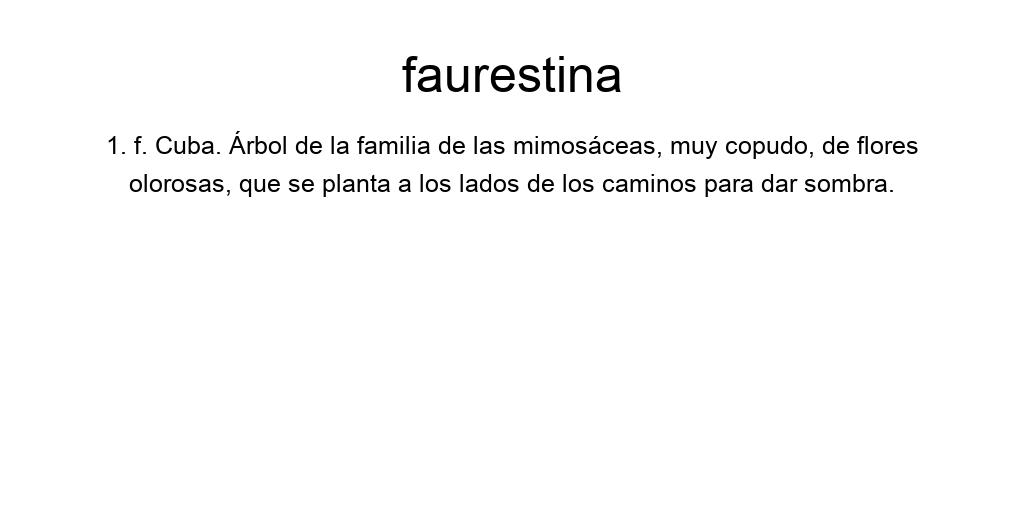 faurestina
1. f. Cuba. Árbol de la familia de las mimosáceas, muy copudo, de flores
olorosas, que se planta a los lados de los caminos para dar sombra.